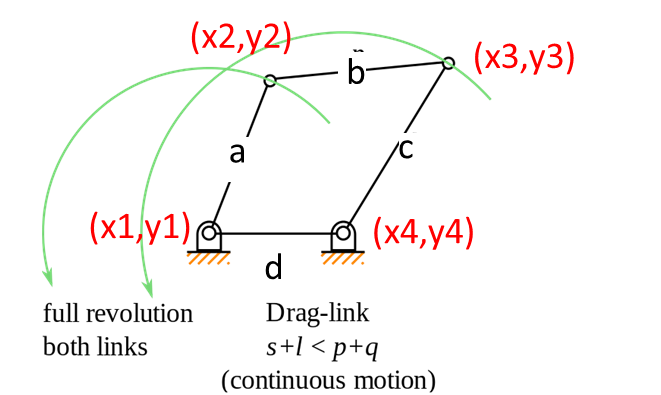 (x2,y2)
(x3,y3)
b
a
c
(x1,y1)
(x4,y4)
d
full revolution
both links
Drag-link
s+l < p+q
(continuous motion)